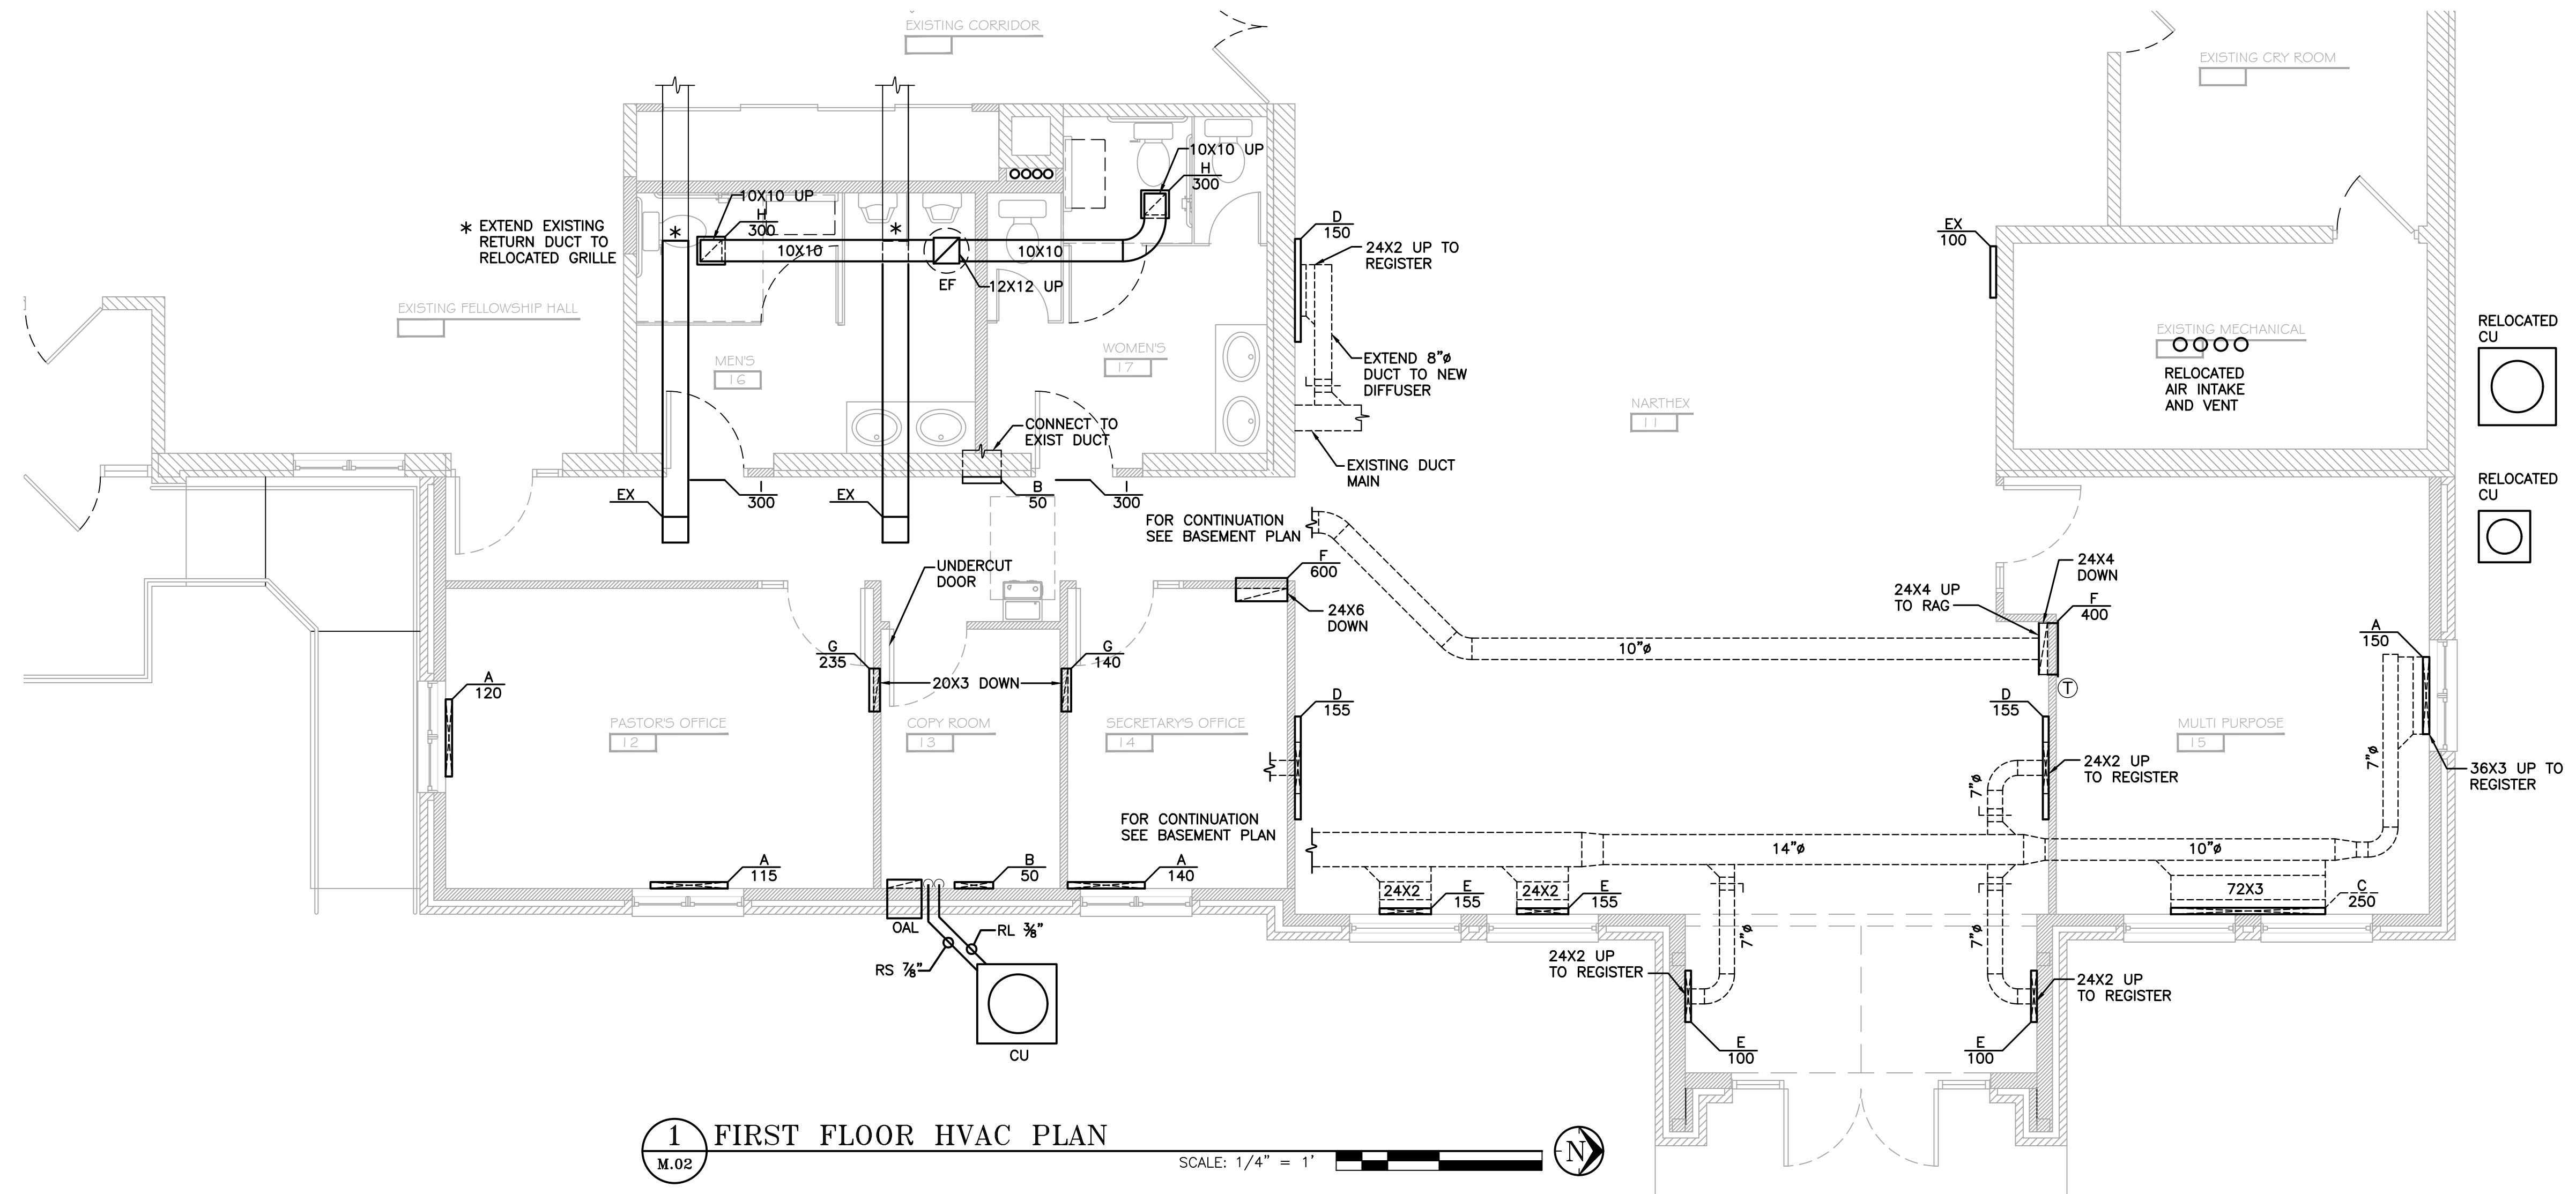 EXISTING CORRIDOR
EXISTING CRY ROOM
10X10 UP
H
300
10X10 UP
H
300
* EXTEND EXISTING
RETURN DUCT TO
RELOCATED GRILLE
*
*
10X10
10X10
EF
12X12 UP
D
150
24X2 UP TO
REGISTER
EX
100
EXISTING FELLOWSHIP HALL
MEN'S
16
WOMEN'S
17
EXTEND 8"ø
DUCT TO NEW
DIFFUSER
NARTHEX
11
EXISTING MECHANICAL
RELOCATED
AIR INTAKE
AND VENT
RELOCATED
CU
CONNECT TO
EXIST DUCT
EXISTING DUCT
MAIN
RELOCATED
CU
EX
I
300
EX
B
50
I
300
FOR CONTINUATION
SEE BASEMENT PLAN
UNDERCUT
DOOR
F
600
24X6
DOWN
24X4
DOWN
24X4 UP
TO RAG
F
400
10"ø
T
G
235
20X3 DOWN
G
140
A
120
D
155
D
155
A
150
PASTOR'S OFFICE
12
COPY ROOM
13
SECRETARY'S OFFICE
14
MULTI PURPOSE
15
24X2 UP
TO REGISTER
7"ø
7"ø
36X3 UP TO
REGISTER
FOR CONTINUATION
SEE BASEMENT PLAN
14"ø
10"ø
A
115
B
50
A
140
24X2
E
155
24X2
E
155
72X3
C
250
OAL
RL 3/8"
RS 7/8"
CU
7"ø
7"ø
24X2 UP
TO REGISTER
24X2 UP
TO REGISTER
E
100
E
100
1
M.02
FIRST FLOOR HVAC PLAN
SCALE: 1/4" = 1'
N